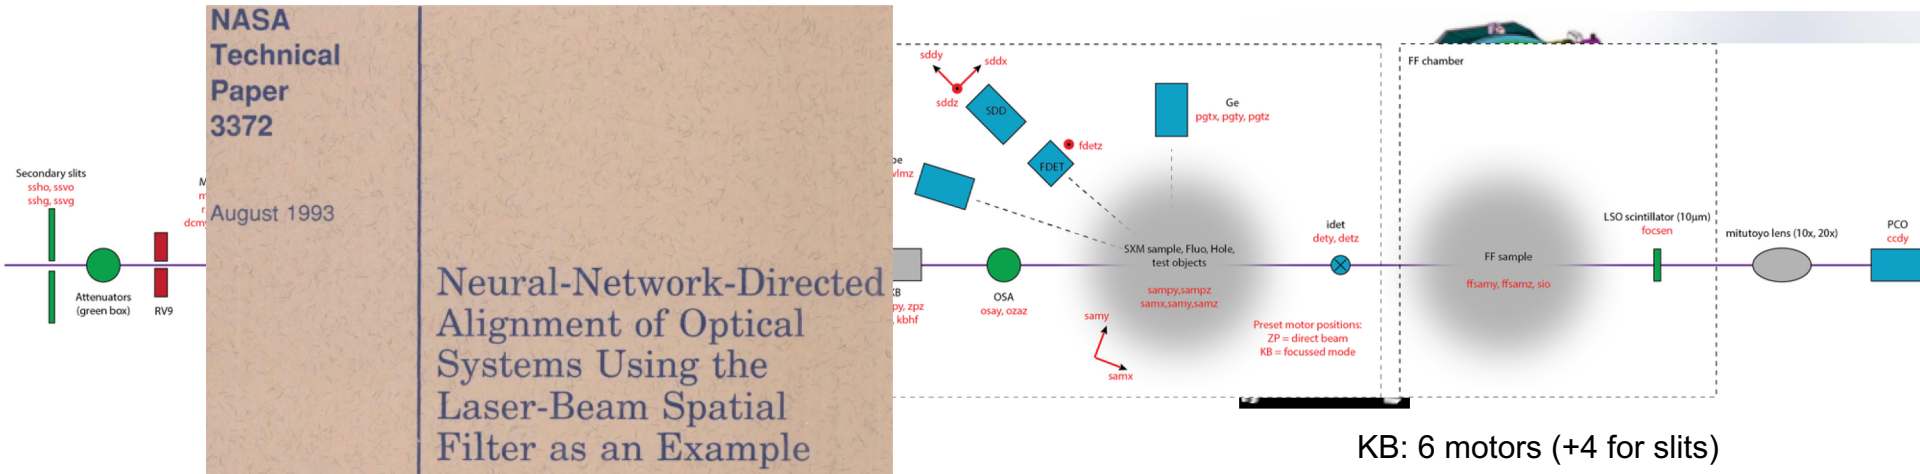 Secondary slits
ssho, ssvo
sshg, ssvg
Attenuators
(green box)
RV9
NASA
Technical
Paper
3372
August 1993
Neural-Network-Directed
Alignment of Optical
Systems Using the
Laser-Beam Spatial
Filter as an Example
sddy
sddx
sddz
SDD
FDET
fdetz
Ge
pgtx, pgty, pgtz
OSA
osay, ozaz
SXM sample, Fluo, Hole,
test objects
sampy,sampz
samx,samy,samz
samy
samx
idet
dety, detz
Preset motor positions:
ZP = direct beam
KB = focussed mode
FF chamber
FF sample
ffsamy, ffsamz, sio
LSO scintillator (10µm)
focsen
mitutoyo lens (10x, 20x)
PCO
ccdy
KB: 6 motors (+4 for slits)